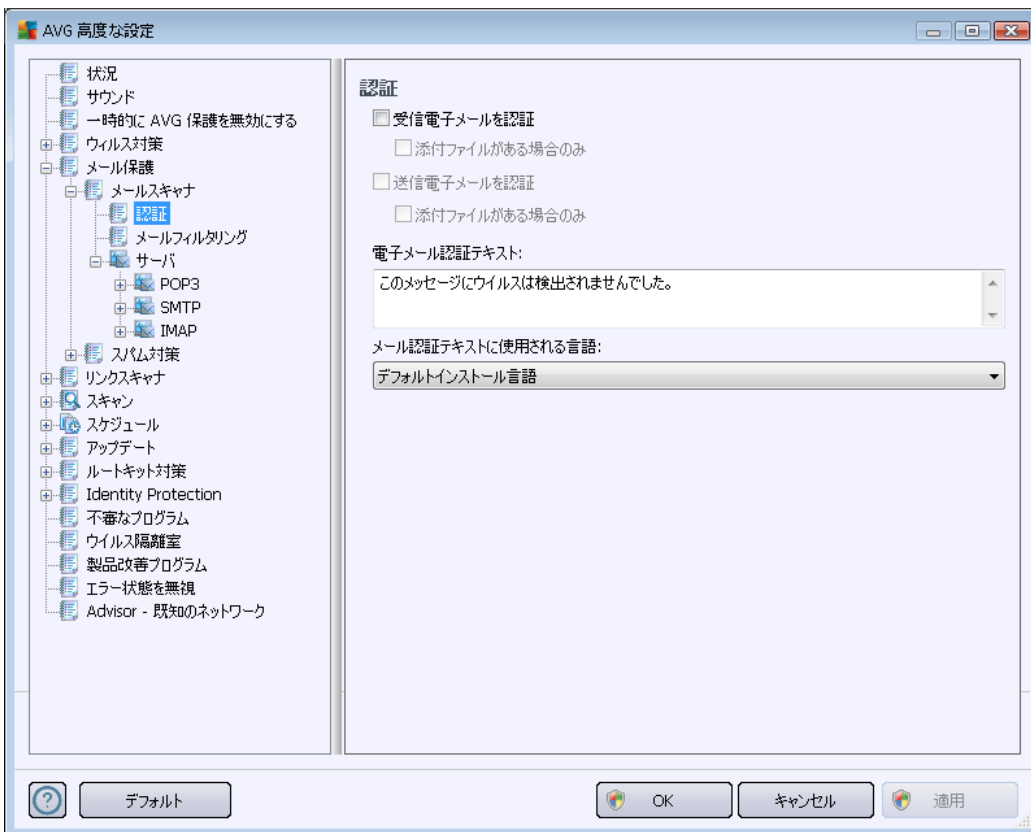 AVG 高度な設定
状況
サウンド
一時的に AVG 保護を無効にする
ウィルス対策
メール保護
メールスキャナ
認証
メールフィルタリング
サーバ
POP3
SMTP
IMAP
スパム対策
リンクスキャナ
スキャン
スケジュール
アップデート
ルートキット対策
Identity Protection
不審なプログラム
ウイルス隔離室
製品改善プログラム
エラー状態を無視
Advisor - 既知のネットワーク
認証
受信電子メールを認証
添付ファイルがある場合のみ
送信電子メールを認証
添付ファイルがある場合のみ
電子メール認証テキスト:
このメッセージにウイルスは検出されませんでした。
メール認証テキストに使用される言語:
デフォルトインストール言語
デフォルト
OK
キャンセル
適用